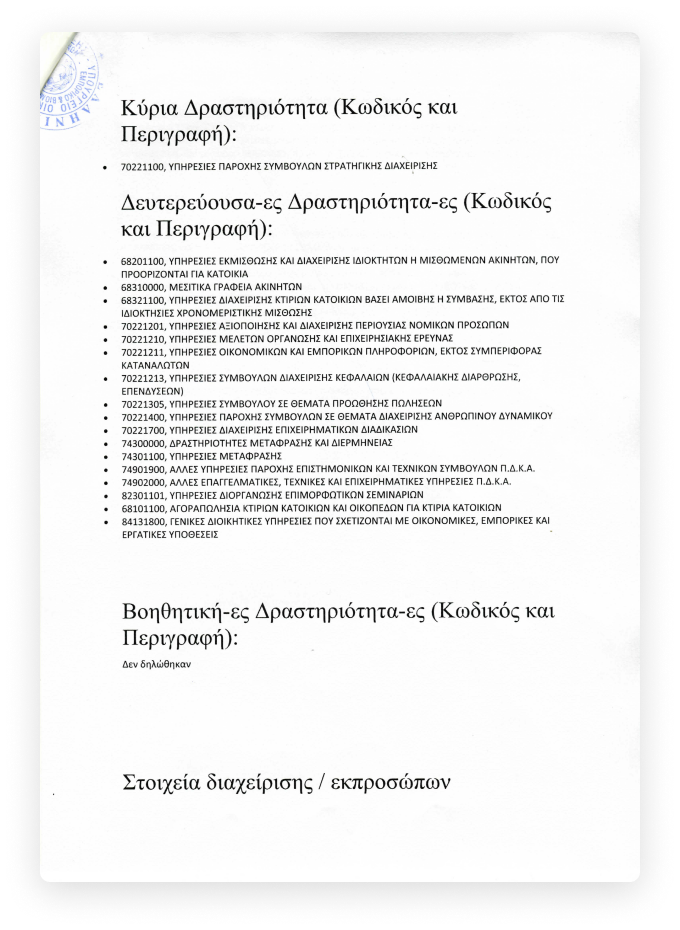 ΕΛΛΗΝΙ
ΥΠΟΥΡΓΕΙΟ ΟΙΚ
ΕΜΠΟΡΙΚΟ & ΒΙΟΜ
Κύρια Δραστηριότητα (Κωδικός και
Περιγραφή):
• 70221100, ΥΠΗΡΕΣΙΕΣ ΠΑΡΟΧΗΣ ΣΥΜΒΟΥΛΩΝ ΣΤΡΑΤΗΓΙΚΗΣ ΔΙΑΧΕΙΡΙΣΗΣ
Δευτερεύουσα-ες Δραστηριότητα-ες (Κωδικός
και Περιγραφή):
• 68201100, ΥΠΗΡΕΣΙΕΣ ΕΚΜΙΣΘΩΣΗΣ ΚΑΙ ΔΙΑΧΕΙΡΙΣΗΣ ΙΔΙΟΚΤΗΤΩΝ Η ΜΙΣΘΩΜΕΝΩΝ ΑΚΙΝΗΤΩΝ, ΠΟΥ
ΠΡΟΟΡΙΖΟΝΤΑΙ ΓΙΑ ΚΑΤΟΙΚΙΑ
• 68310000, ΜΕΣΙΤΙΚΑ ΓΡΑΦΕΙΑ ΑΚΙΝΗΤΩΝ
• 68321100, ΥΠΗΡΕΣΙΕΣ ΔΙΑΧΕΙΡΙΣΗΣ ΚΤΙΡΙΩΝ ΚΑΤΟΙΚΙΩΝ ΒΑΣΕΙ ΑΜΟΙΒΗΣ Η ΣΥΜΒΑΣΗΣ, ΕΚΤΟΣ ΑΠΟ ΤΙΣ
ΙΔΙΟΚΤΗΣΙΕΣ ΧΡΟΝΟΜΕΡΙΣΤΙΚΗΣ ΜΙΣΘΩΣΗΣ
• 70221201, ΥΠΗΡΕΣΙΕΣ ΑΞΙΟΠΟΙΗΣΗΣ ΚΑΙ ΔΙΑΧΕΙΡΙΣΗΣ ΠΕΡΙΟΥΣΙΑΣ ΝΟΜΙΚΩΝ ΠΡΟΣΩΠΩΝ
• 70221210, ΥΠΗΡΕΣΙΕΣ ΜΕΛΕΤΩΝ ΟΡΓΑΝΩΣΗΣ ΚΑΙ ΕΠΙΧΕΙΡΗΣΙΑΚΗΣ ΕΡΕΥΝΑΣ
• 70221211, ΥΠΗΡΕΣΙΕΣ ΟΙΚΟΝΟΜΙΚΩΝ ΚΑΙ ΕΜΠΟΡΙΚΩΝ ΠΛΗΡΟΦΟΡΙΩΝ, ΕΚΤΟΣ ΣΥΜΠΕΡΙΦΟΡΑΣ
ΚΑΤΑΝΑΛΩΤΩΝ
• 70221213, ΥΠΗΡΕΣΙΕΣ ΣΥΜΒΟΥΛΩΝ ΔΙΑΧΕΙΡΙΣΗΣ ΚΕΦΑΛΑΙΩΝ (ΚΕΦΑΛΑΙΑΚΗΣ ΔΙΑΡΘΡΩΣΗΣ,
ΕΠΕΝΔΥΣΕΩΝ)
• 70221305, ΥΠΗΡΕΣΙΕΣ ΣΥΜΒΟΥΛΟΥ ΣΕ ΘΕΜΑΤΑ ΠΡΟΩΘΗΣΗΣ ΠΩΛΗΣΕΩΝ
• 70221400, ΥΠΗΡΕΣΙΕΣ ΠΑΡΟΧΗΣ ΣΥΜΒΟΥΛΩΝ ΣΕ ΘΕΜΑΤΑ ΔΙΑΧΕΙΡΙΣΗΣ ΑΝΘΡΩΠΙΝΟΥ ΔΥΝΑΜΙΚΟΥ
• 70221700, ΥΠΗΡΕΣΙΕΣ ΔΙΑΧΕΙΡΙΣΗΣ ΕΠΙΧΕΙΡΗΜΑΤΙΚΩΝ ΔΙΑΔΙΚΑΣΙΩΝ
• 74300000, ΔΡΑΣΤΗΡΙΟΤΗΤΕΣ ΜΕΤΑΦΡΑΣΗΣ ΚΑΙ ΔΙΕΡΜΗΝΕΙΑΣ
• 74301100, ΥΠΗΡΕΣΙΕΣ ΜΕΤΑΦΡΑΣΗΣ
• 74901900, ΑΛΛΕΣ ΥΠΗΡΕΣΙΕΣ ΠΑΡΟΧΗΣ ΕΠΙΣΤΗΜΟΝΙΚΩΝ ΚΑΙ ΤΕΧΝΙΚΩΝ ΣΥΜΒΟΥΛΩΝ Π.Δ.Κ.Α.
• 74902000, ΑΛΛΕΣ ΕΠΑΓΓΕΛΜΑΤΙΚΕΣ, ΤΕΧΝΙΚΕΣ ΚΑΙ ΕΠΙΧΕΙΡΗΜΑΤΙΚΕΣ ΥΠΗΡΕΣΙΕΣ Π.Δ.Κ.Α.
• 82301101, ΥΠΗΡΕΣΙΕΣ ΔΙΟΡΓΑΝΩΣΗΣ ΕΠΙΜΟΡΦΩΤΙΚΩΝ ΣΕΜΙΝΑΡΙΩΝ
• 68101100, ΑΓΟΡΑΠΩΛΗΣΙΑ ΚΤΙΡΙΩΝ ΚΑΤΟΙΚΙΩΝ ΚΑΙ ΟΙΚΟΠΕΔΩΝ ΓΙΑ ΚΤΙΡΙΑ ΚΑΤΟΙΚΙΩΝ
• 84131800, ΓΕΝΙΚΕΣ ΔΙΟΙΚΗΤΙΚΕΣ ΥΠΗΡΕΣΙΕΣ ΠΟΥ ΣΧΕΤΙΖΟΝΤΑΙ ΜΕ ΟΙΚΟΝΟΜΙΚΕΣ, ΕΜΠΟΡΙΚΕΣ ΚΑΙ
ΕΡΓΑΤΙΚΕΣ ΥΠΟΘΕΣΕΙΣ
Βοηθητική-ες Δραστηριότητα-ες (Κωδικός και
Περιγραφή):
Δεν δηλώθηκαν
Στοιχεία διαχείρισης / εκπροσώπων